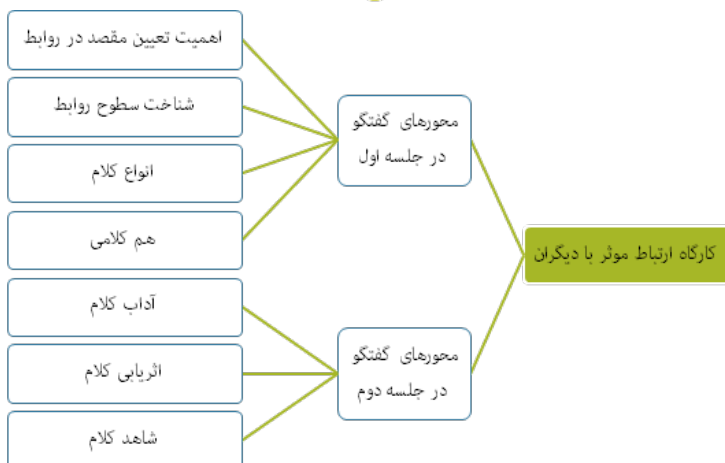 کارگاه ارتباط موثر با دیگران
محورهای گفتگو
در جلسه اول
اهمیت تعیین مقصد در روابط
شناخت سطوح روابط
انواع کلام
هم کلامی
محورهای گفتگو
در جلسه دوم
آداب کلام
اثریابی کلام
شاهد کلام